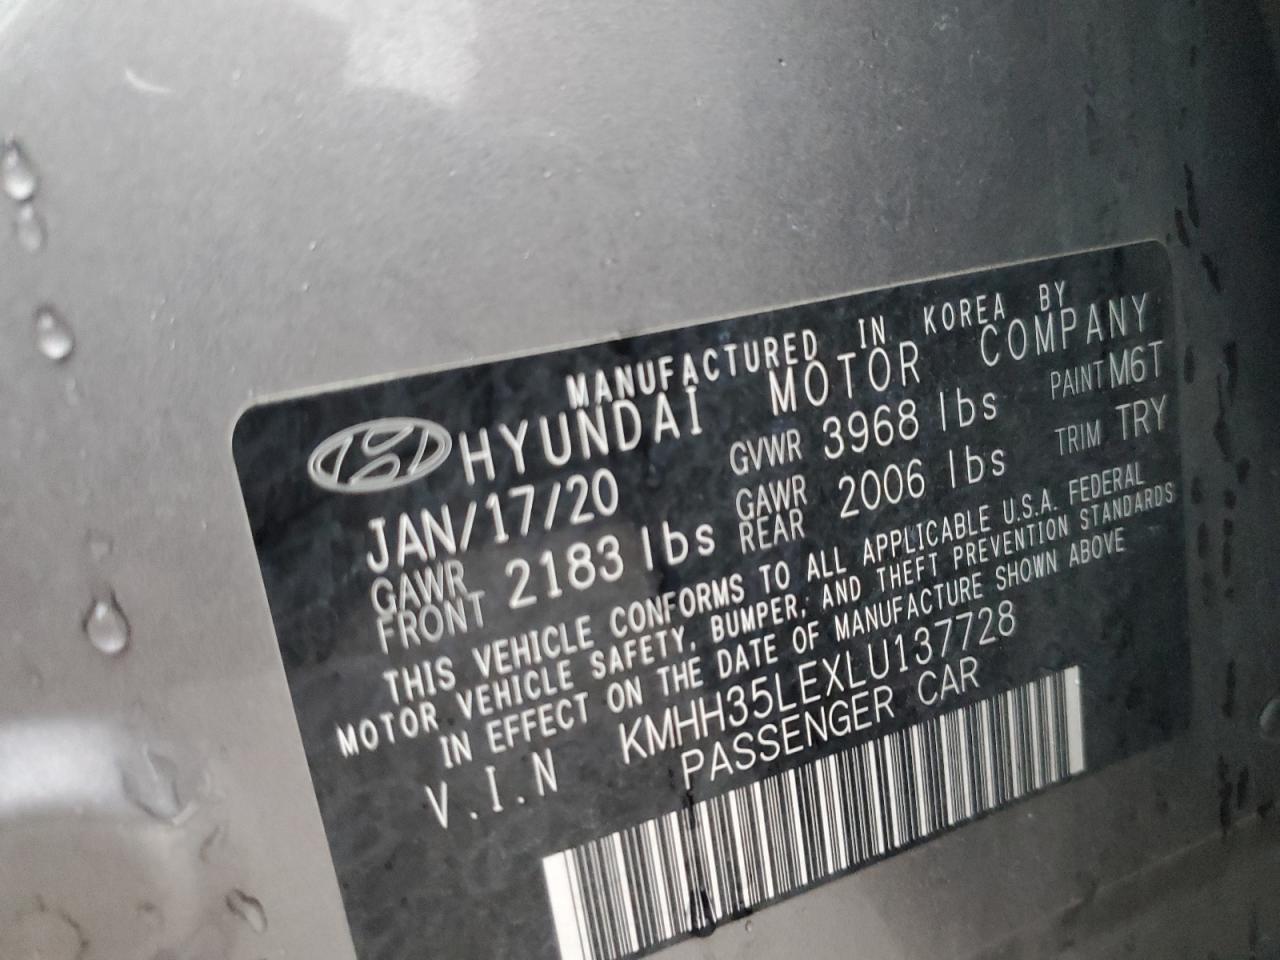 MANUFACTURED IN KOREA BY
HYUNDAI MOTOR COMPANY
JAN/17/20 GVWR 3968 lbs PAINT M6T
GAWR FRONT 2183 lbs GAWR REAR 2006 lbs TRIM TRY
THIS VEHICLE CONFORMS TO ALL APPLICABLE U.S.A. FEDERAL
MOTOR VEHICLE SAFETY, BUMPER, AND THEFT PREVENTION STANDARDS
IN EFFECT ON THE DATE OF MANUFACTURE SHOWN ABOVE
V.I.N KMHH35LEXLU137728
PASSENGER CAR